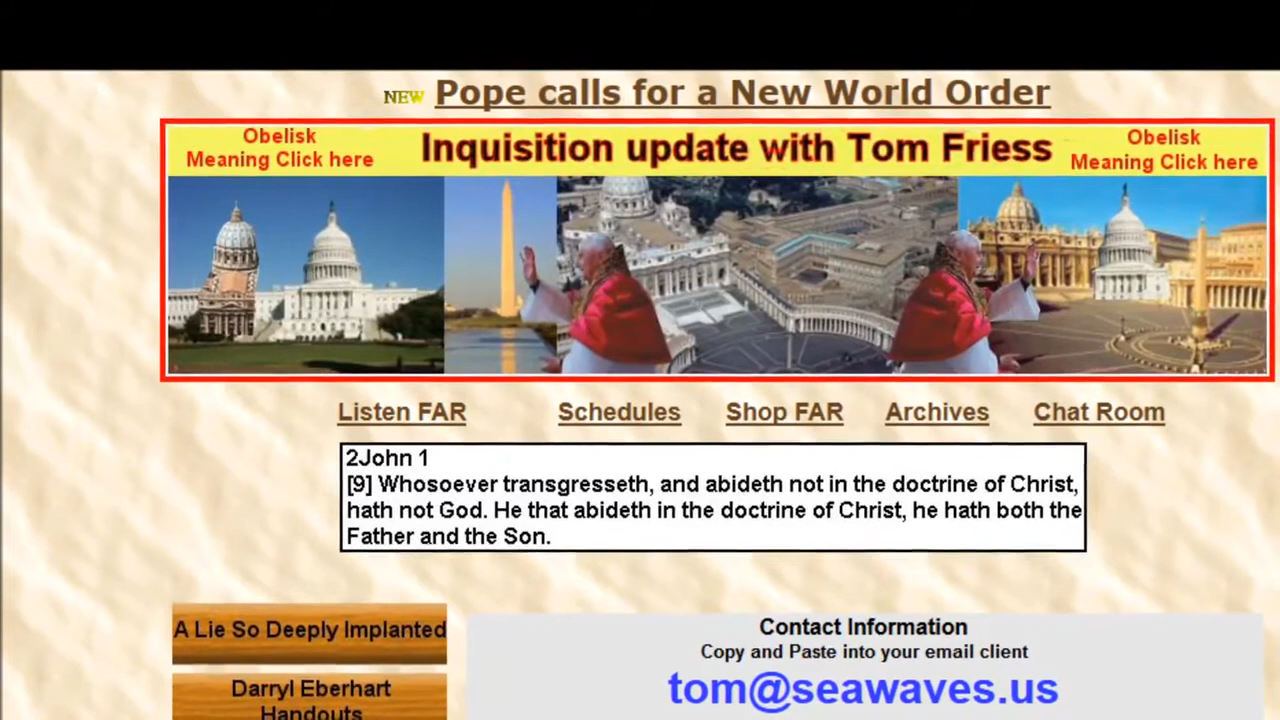 NEW Pope calls for a New World Order
Obelisk
Meaning Click here
Inquisition update with Tom Friess
Obelisk
Meaning Click here
Listen FAR Schedules Shop FAR Archives Chat Room
2John 1
[9] Whosoever transgresseth, and abideth not in the doctrine of Christ,
hath not God. He that abideth in the doctrine of Christ, he hath both the
Father and the Son.
A Lie So Deeply Implanted
Darryl Eberhart
Handouts
Contact Information
Copy and Paste into your email client
tom@seawaves.us